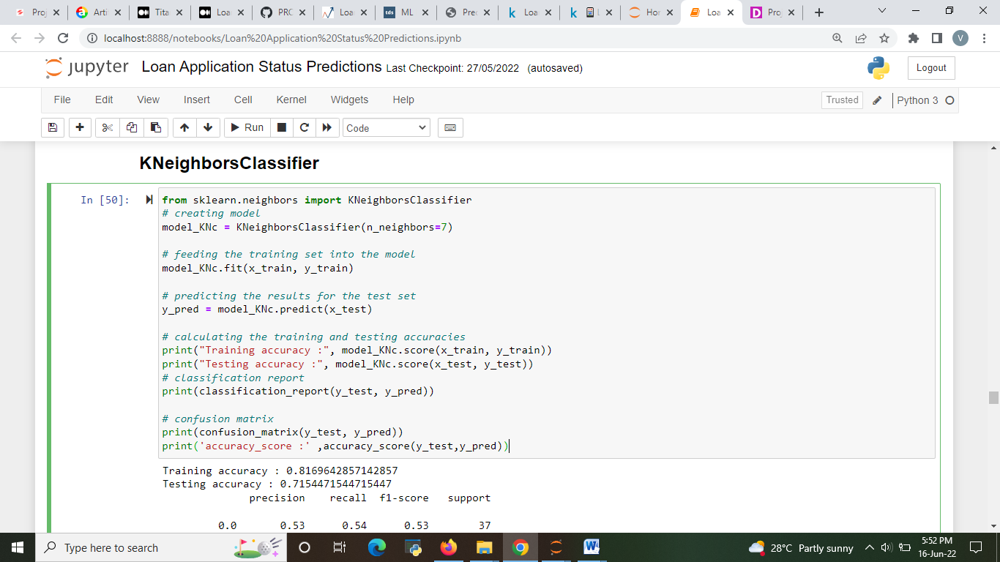 Proj
Arti
Tita
Loa
PRC
Loa
tds ML
Prec
k Loa
k L
Hor
Loa
D Proj
localhost:8888/notebooks/Loan%20Application%20Status%20Predictions.ipynb
V
jupyter Loan Application Status Predictions Last Checkpoint: 27/05/2022 (autosaved)
Logout
File Edit View Insert Cell Kernel Widgets Help
Trusted Python 3
Run Code
KNeighborsClassifier
In [50]: from sklearn.neighbors import KNeighborsClassifier
# creating model
model_KNc = KNeighborsClassifier(n_neighbors=7)
# feeding the training set into the model
model_KNc.fit(x_train, y_train)
# predicting the results for the test set
y_pred = model_KNc.predict(x_test)
# calculating the training and testing accuracies
print("Training accuracy :", model_KNc.score(x_train, y_train))
print("Testing accuracy :", model_KNc.score(x_test, y_test))
# classification report
print(classification_report(y_test, y_pred))
# confusion matrix
print(confusion_matrix(y_test, y_pred))
print('accuracy_score :' ,accuracy_score(y_test,y_pred))
Training accuracy : 0.8169642857142857
Testing accuracy : 0.7154471544715447
precision recall f1-score support
0.0 0.53 0.54 0.53 37
Type here to search
28°C Partly sunny
5:52 PM
16-Jun-22